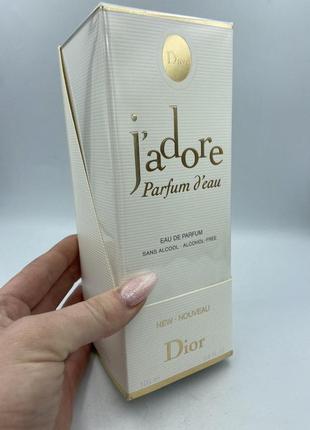 Dior
j'adore
Parfum d'eau
EAU DE PARFUM
SANS ALCOOL - ALCOHOL-FREE
NEW - NOUVEAU
Dior